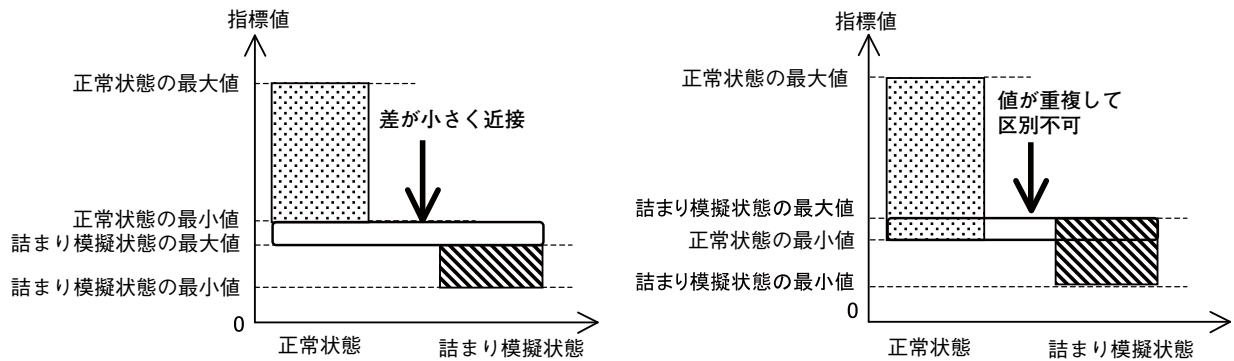 指標値
正常状態の最大値
差が小さく近接
正常状態の最小値
詰まり模擬状態の最大値
詰まり模擬状態の最小値
0
正常状態
詰まり模擬状態
指標値
正常状態の最大値
値が重複して
区別不可
詰まり模擬状態の最大値
正常状態の最小値
詰まり模擬状態の最小値
0
正常状態
詰まり模擬状態